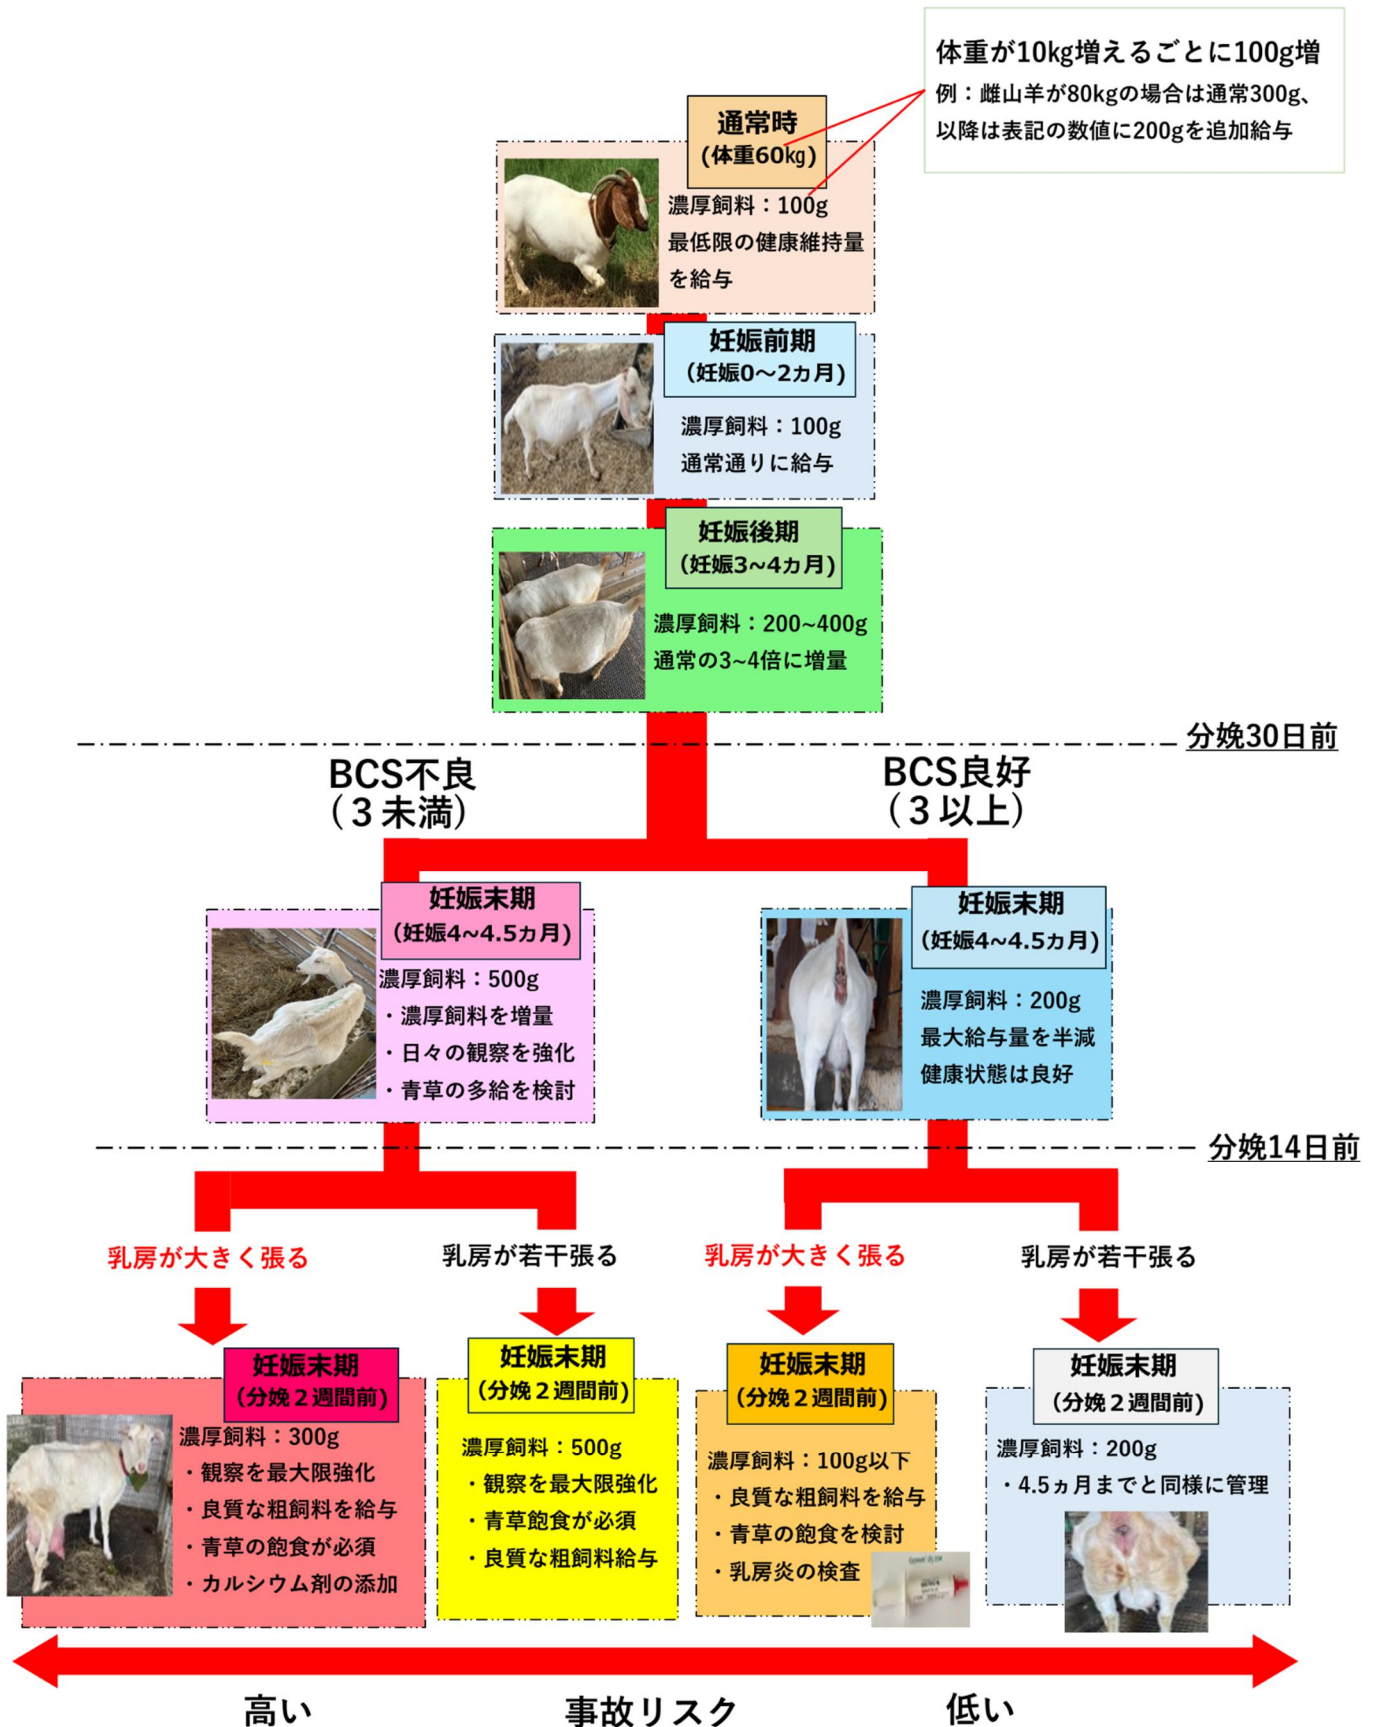 体重が10kg増えるごとに100g増
例：雌山羊が80kgの場合は通常300g、
以降は表記の数値に200gを追加給与
通常時
(体重60㎏)
濃厚飼料：100g
最低限の健康維持量
を給与
妊娠前期
（妊娠0～2ヵ月)
濃厚飼料：100g
通常通りに給与
妊娠後期
（妊娠3~4カ月)
濃厚飼料：200~400g
通常の3~4倍に増量
分娩30日前
BCS不良
（３未満）
BCS良好
（３以上）
妊娠末期
（妊娠4~4.5カ月)
濃厚飼料：500g
・濃厚飼料を増量
・日々の観察を強化
・青草の多給を検討
妊娠末期
（妊娠4~4.5ヵ月)
濃厚飼料：200g
最大給与量を半減
健康状態は良好
分娩14日前
乳房が大きく張る
乳房が若干張る
乳房が大きく張る
乳房が若干張る
妊娠末期
（分娩２週間前)
濃厚飼料：300g
・観察を最大限強化
・良質な粗飼料を給与
・青草の飽食が必須
・カルシウム剤の添加
妊娠末期
（分娩２週間前)
濃厚飼料：500g
・観察を最大限強化
・青草飽食が必須
・良質な粗飼料給与
妊娠末期
（分娩２週間前)
濃厚飼料：100g以下
・良質な粗飼料を給与
・青草の飽食を検討
・乳房炎の検査
妊娠末期
（分娩２週間前)
濃厚飼料：200g
・4.5ヵ月までと同様に管理
高い
事故リスク
低い